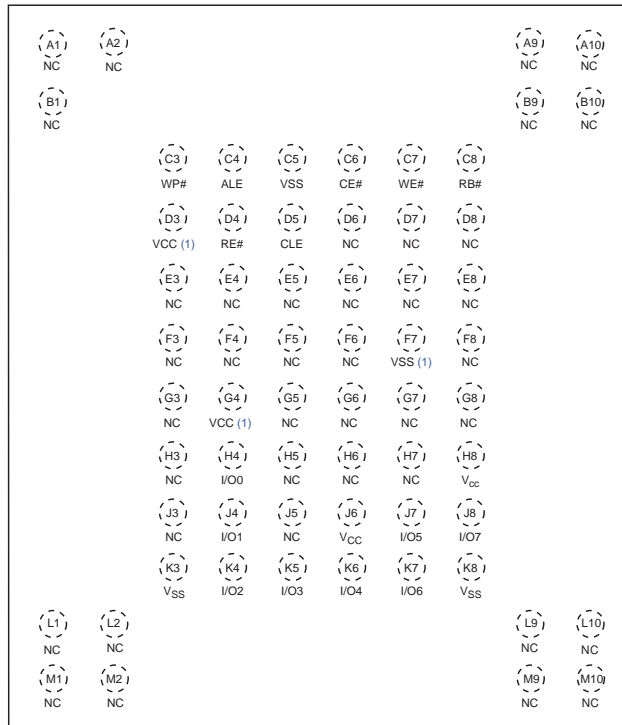 A1 A2 A9 A10
NC NC NC NC
B1 B9 B10
NC NC NC
C3 C4 C5 C6 C7 C8
WP# ALE VSS CE# WE# RB#
D3 D4 D5 D6 D7 D8
VCC (1) RE# CLE NC NC NC
E3 E4 E5 E6 E7 E8
NC NC NC NC NC NC
F3 F4 F5 F6 F7 F8
NC NC NC NC VSS (1) NC
G3 G4 G5 G6 G7 G8
NC VCC (1) NC NC NC NC
H3 H4 H5 H6 H7 H8
NC I/O0 NC NC NC Vcc
J3 J4 J5 J6 J7 J8
NC I/O1 NC VCC I/O5 I/O7
K3 K4 K5 K6 K7 K8
VSS I/O2 I/O3 I/O4 I/O6 VSS
L1 L2 L9 L10
NC NC NC NC
M1 M2 M9 M10
NC NC NC NC